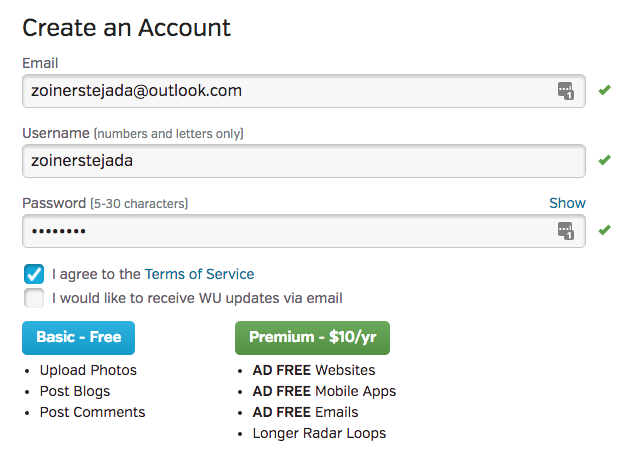 Create an Account
Email
zoinerstejada@outlook.com
1
Username (numbers and letters only)
zoinerstejada
Password (5-30 characters) Show
••••••••
1
I agree to the Terms of Service
I would like to receive WU updates via email
Basic - Free Premium - $10/yr
• Upload Photos • AD FREE Websites
• Post Blogs • AD FREE Mobile Apps
• Post Comments • AD FREE Emails
• Longer Radar Loops